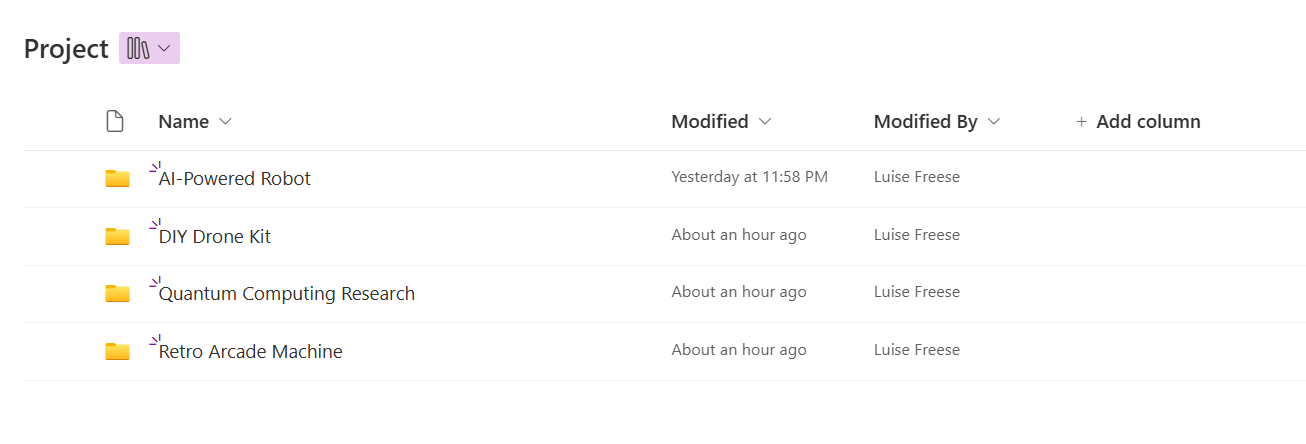 Project
Name Modified Modified By + Add column
AI-Powered Robot Yesterday at 11:58 PM Luise Freese
DIY Drone Kit About an hour ago Luise Freese
Quantum Computing Research About an hour ago Luise Freese
Retro Arcade Machine About an hour ago Luise Freese